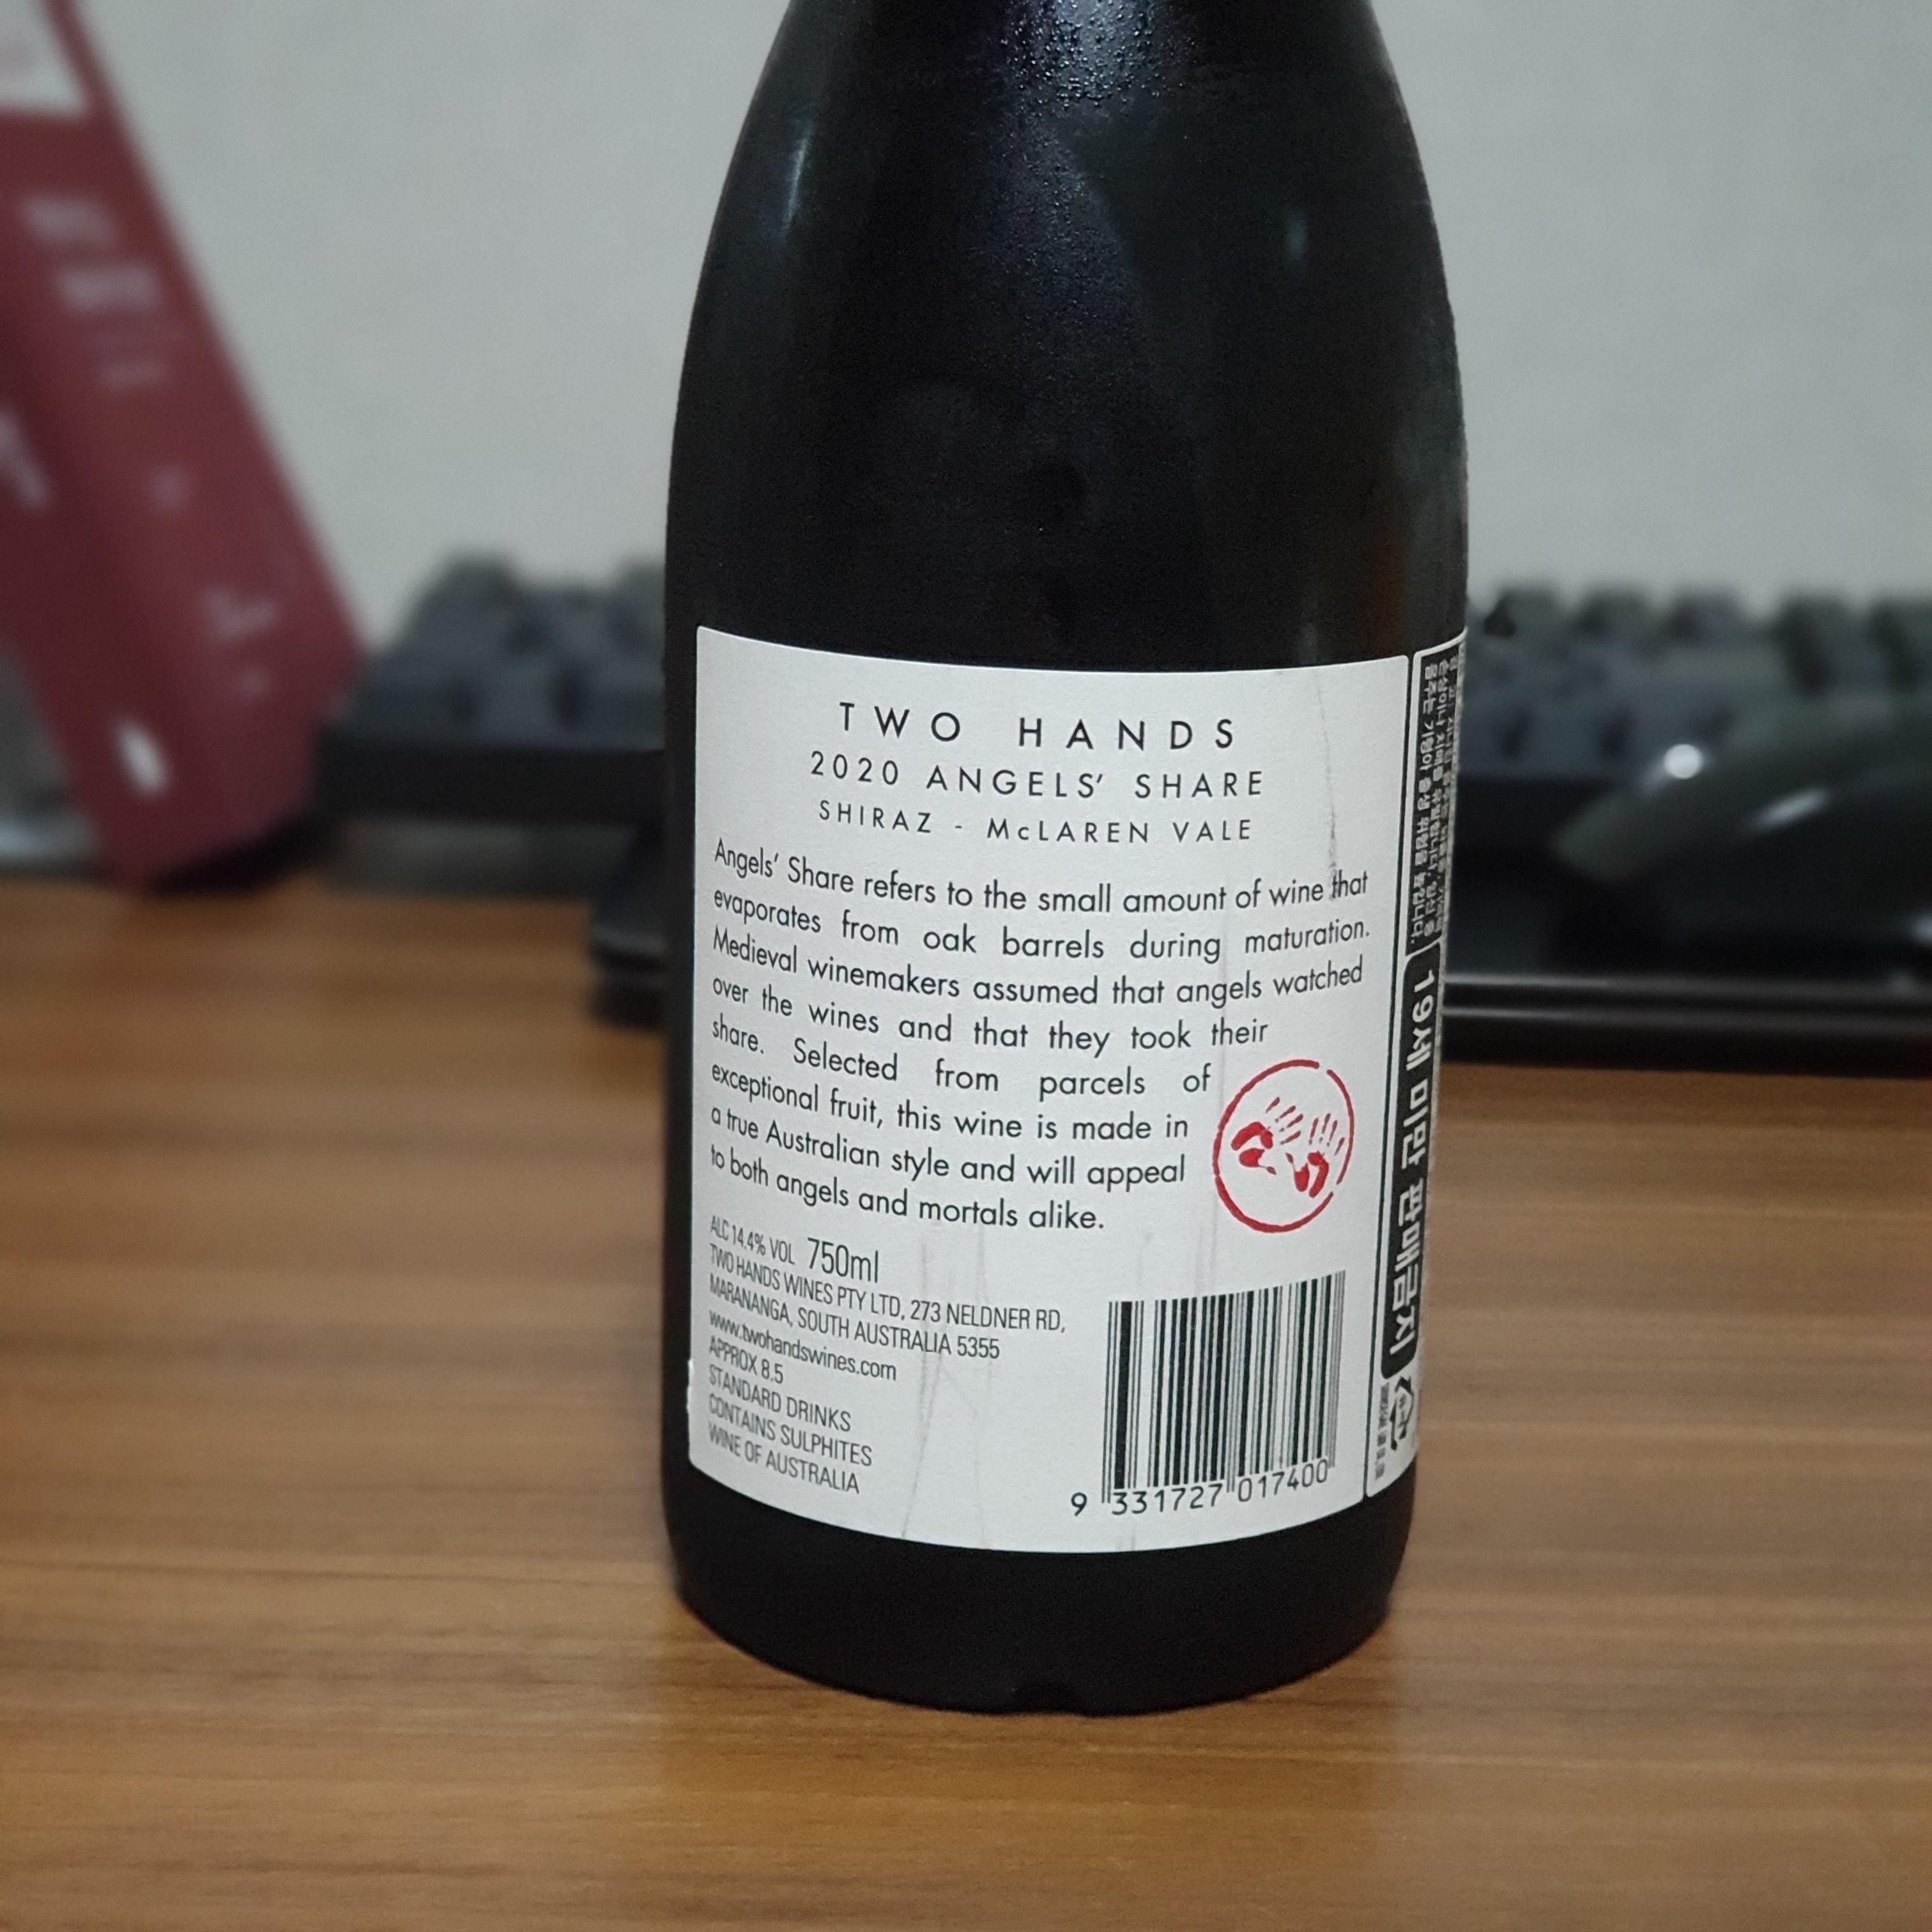 TWO HANDS
2020 ANGELS' SHARE
SHIRAZ - McLAREN VALE
Angels' Share refers to the small amount of wine that
evaporates from oak barrels during maturation.
Medieval winemakers assumed that angels watched
over the wines and that they took their
share. Selected from parcels of
exceptional fruit, this wine is made in
a true Australian style and will appeal
to both angels and mortals alike.
ALC 14.4% VOL 750ml
TWO HANDS WINES PTY LTD, 273 NELDNER RD,
MARANANGA, SOUTH AUSTRALIA 5355
www.twohandswines.com
APPROX 8.5
STANDARD DRINKS
CONTAINS SULPHITES
WINE OF AUSTRALIA
9 331727 017400
19세 미만 판매금지